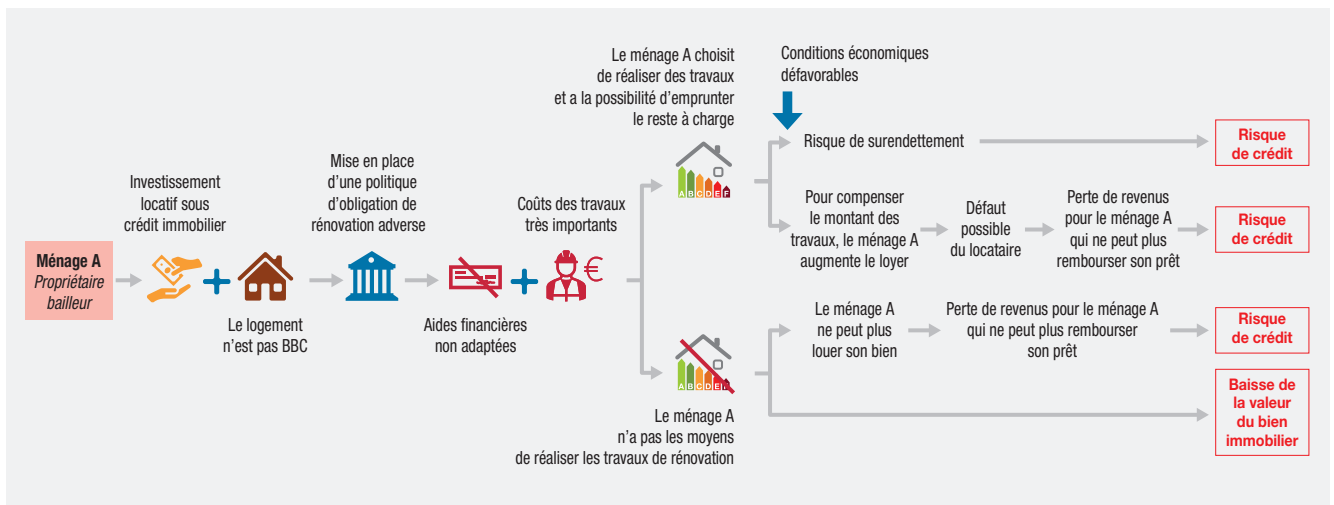 Ménage A
Propriétaire
bailleur
Investissement
locatif sous
crédit immobilier
Le logement
n’est pas BBC
Mise en place
d’une politique
d’obligation de
rénovation adverse
Aides financières
non adaptées
Coûts des travaux
très importants
Le ménage A choisit
de réaliser des travaux
et a la possibilité d’emprunter
le reste à charge
A B C D E F
Conditions économiques
défavorables
Risque de surendettement
Risque
de crédit
Pour compenser
le montant des
travaux, le ménage A
augmente le loyer
Défaut
possible
du locataire
Perte de revenus
pour le ménage A
qui ne peut plus
rembourser son prêt
Risque
de crédit
A B C D E F
Le ménage A
n’a pas les moyens
de réaliser les travaux de rénovation
Le ménage A
ne peut plus
louer son bien
Perte de revenus pour le ménage A
qui ne peut plus rembourser
son prêt
Risque
de crédit
Baisse de
la valeur
du bien
immobilier